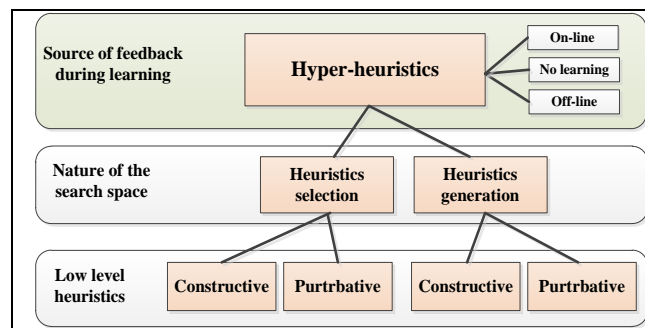 Source of feedback
during learning
Hyper-heuristics
On-line
No learning
Off-line
Nature of the
search space
Heuristics
selection
Heuristics
generation
Low level
heuristics
Constructive
Purtrbative
Constructive
Purtrbative